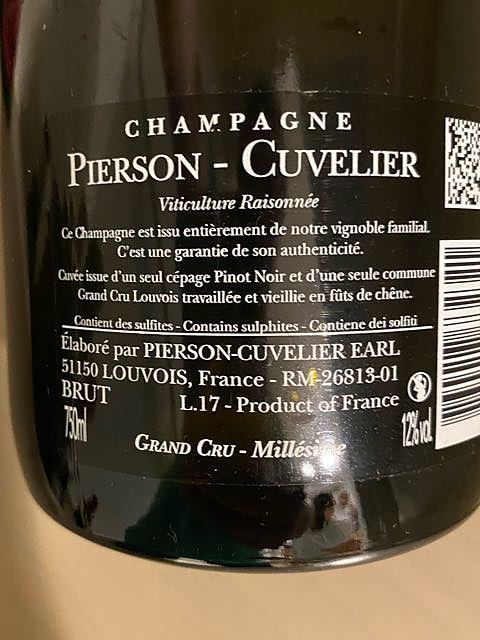 CHAMPAGNE
PIERSON - CUVELIER
Viticulture Raisonnée
Ce Champagne est issu entièrement de notre vignoble familial.
C'est une garantie de son authenticité.
Cuvée issue d'un seul cépage Pinot Noir et d'une seule commune
Grand Cru Louvois travaillée et vieillie en fûts de chêne.
Contient des sulfites - Contains sulphites - Contiene dei solfiti
Élaboré par PIERSON-CUVELIER EARL
51150 LOUVOIS, France - RM-26813-01
BRUT L.17 - Product of France
750ml 12% vol.
GRAND CRU - Millésime